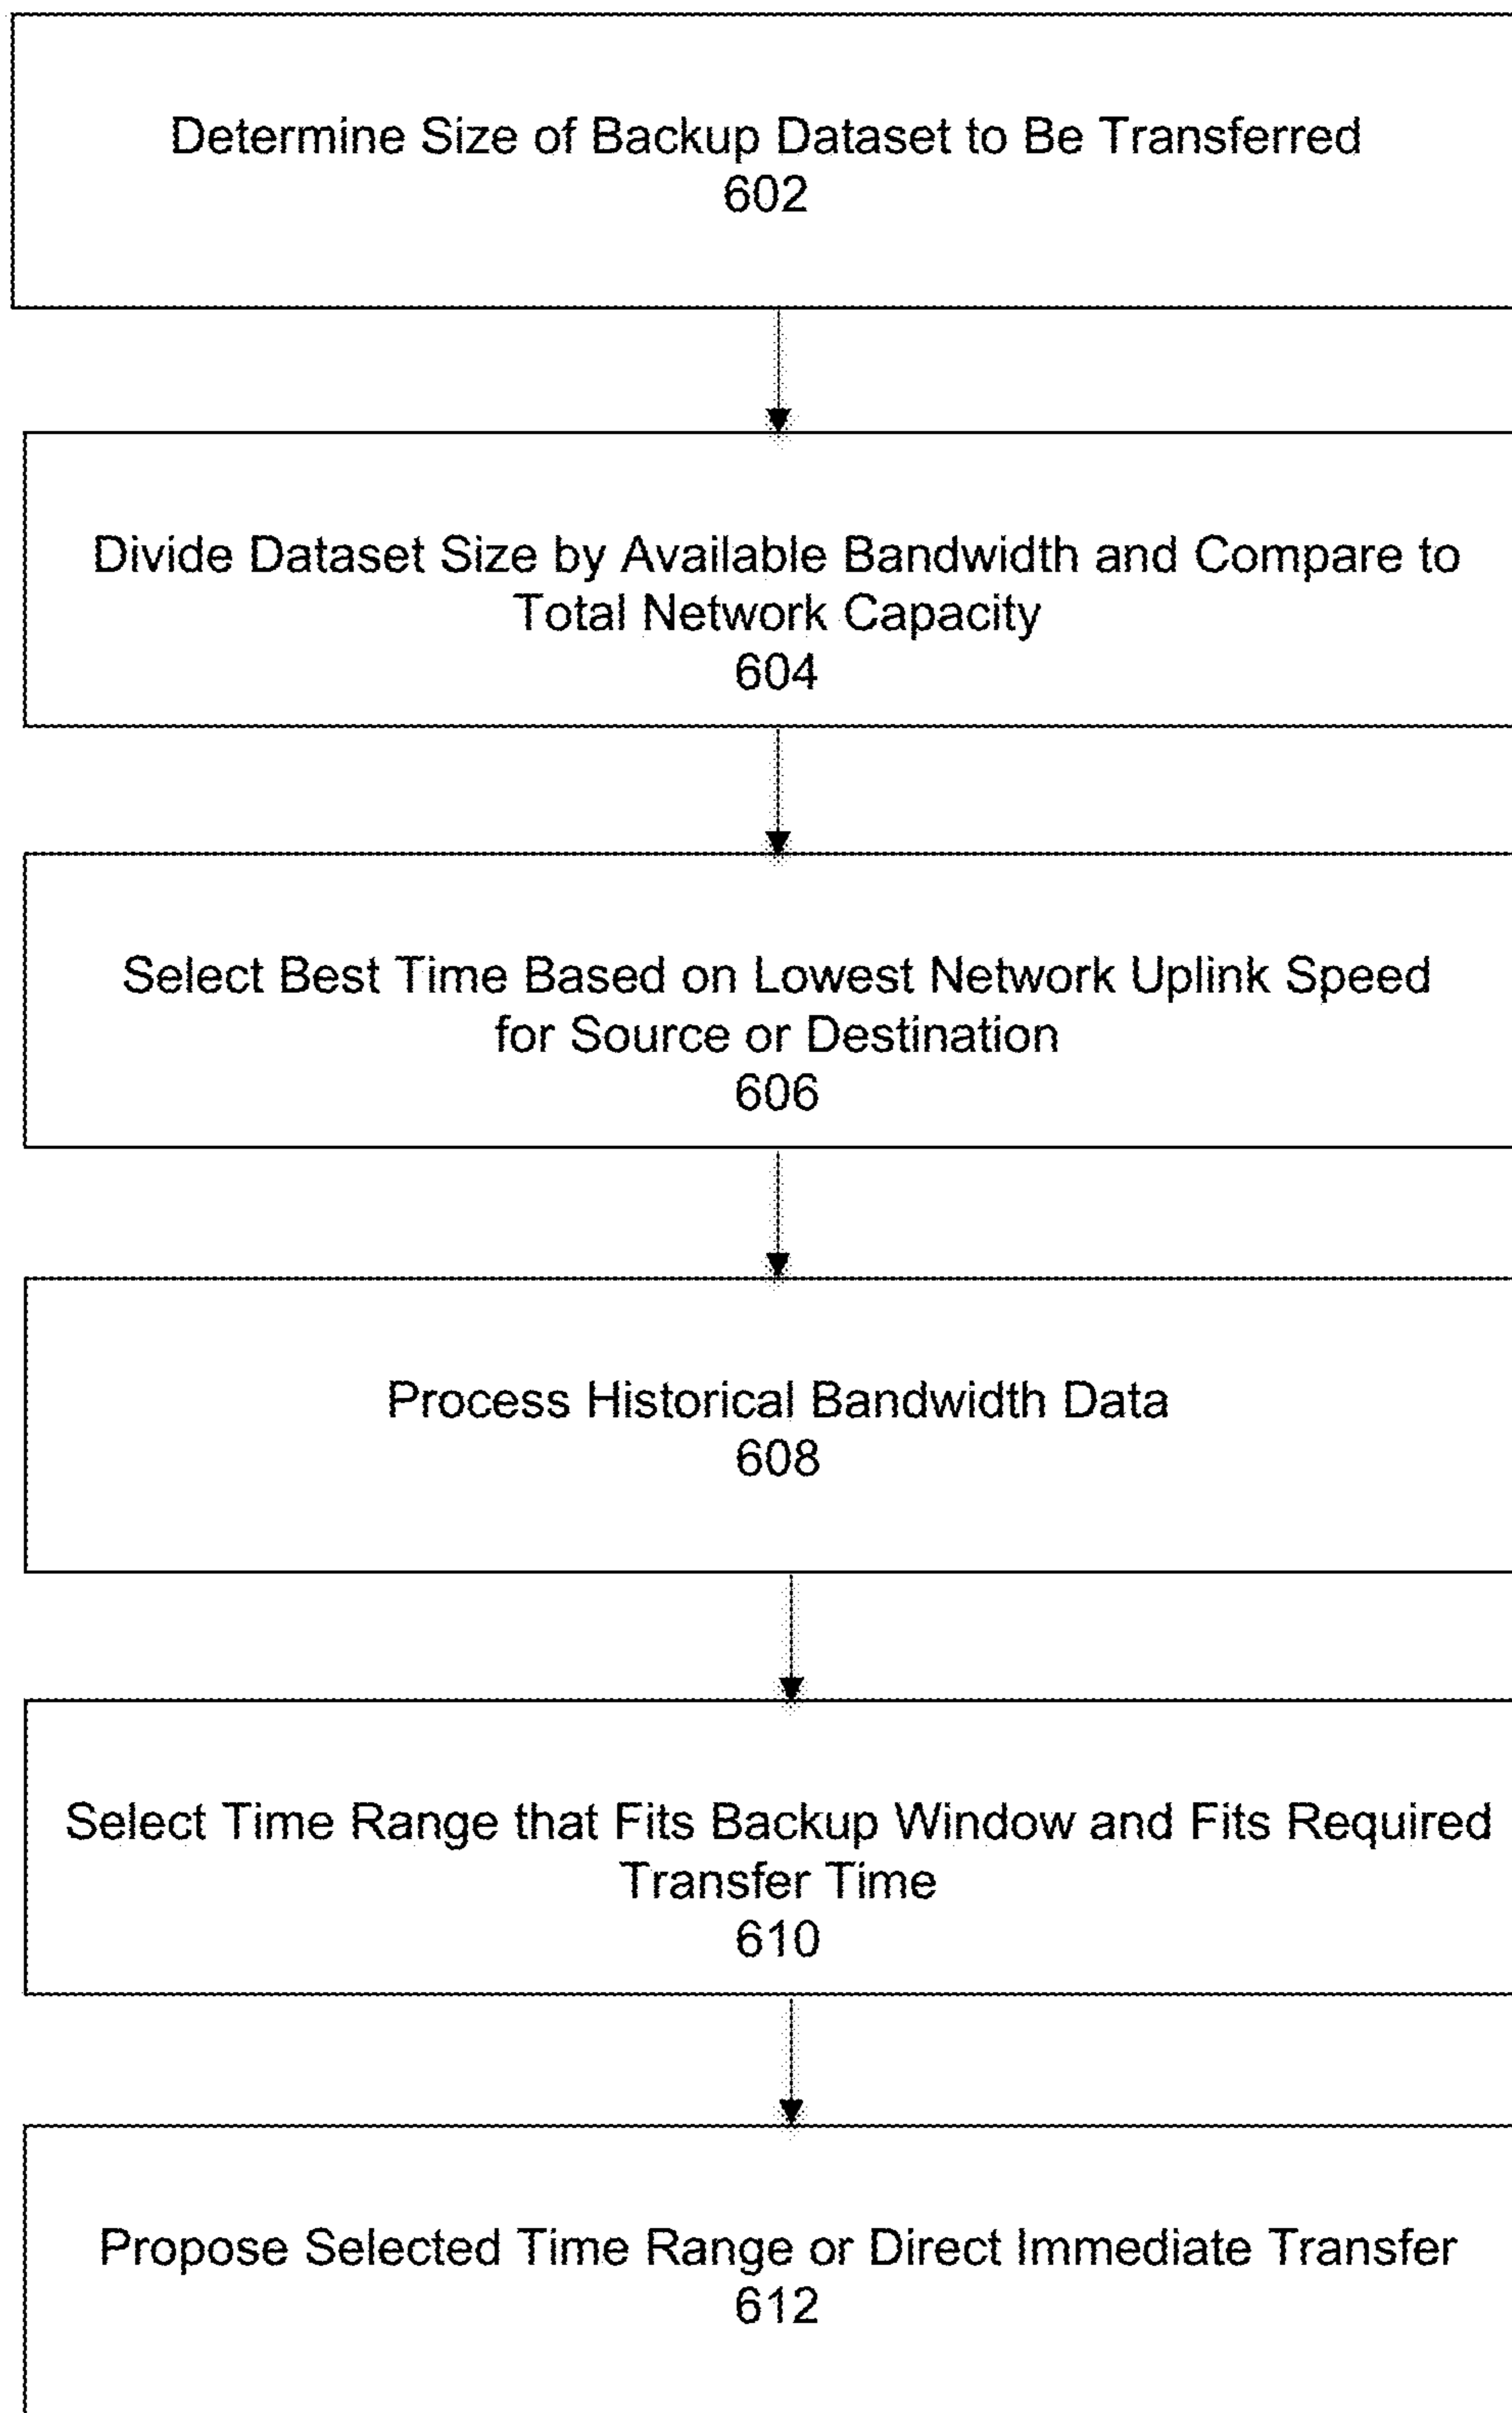 Determine Size of Backup Dataset to Be Transferred
602
Divide Dataset Size by Available Bandwidth and Compare to
Total Network Capacity
604
Select Best Time Based on Lowest Network Uplink Speed
for Source or Destination
606
Process Historical Bandwidth Data
608
Select Time Range that Fits Backup Window and Fits Required
Transfer Time
610
Propose Selected Time Range or Direct Immediate Transfer
612